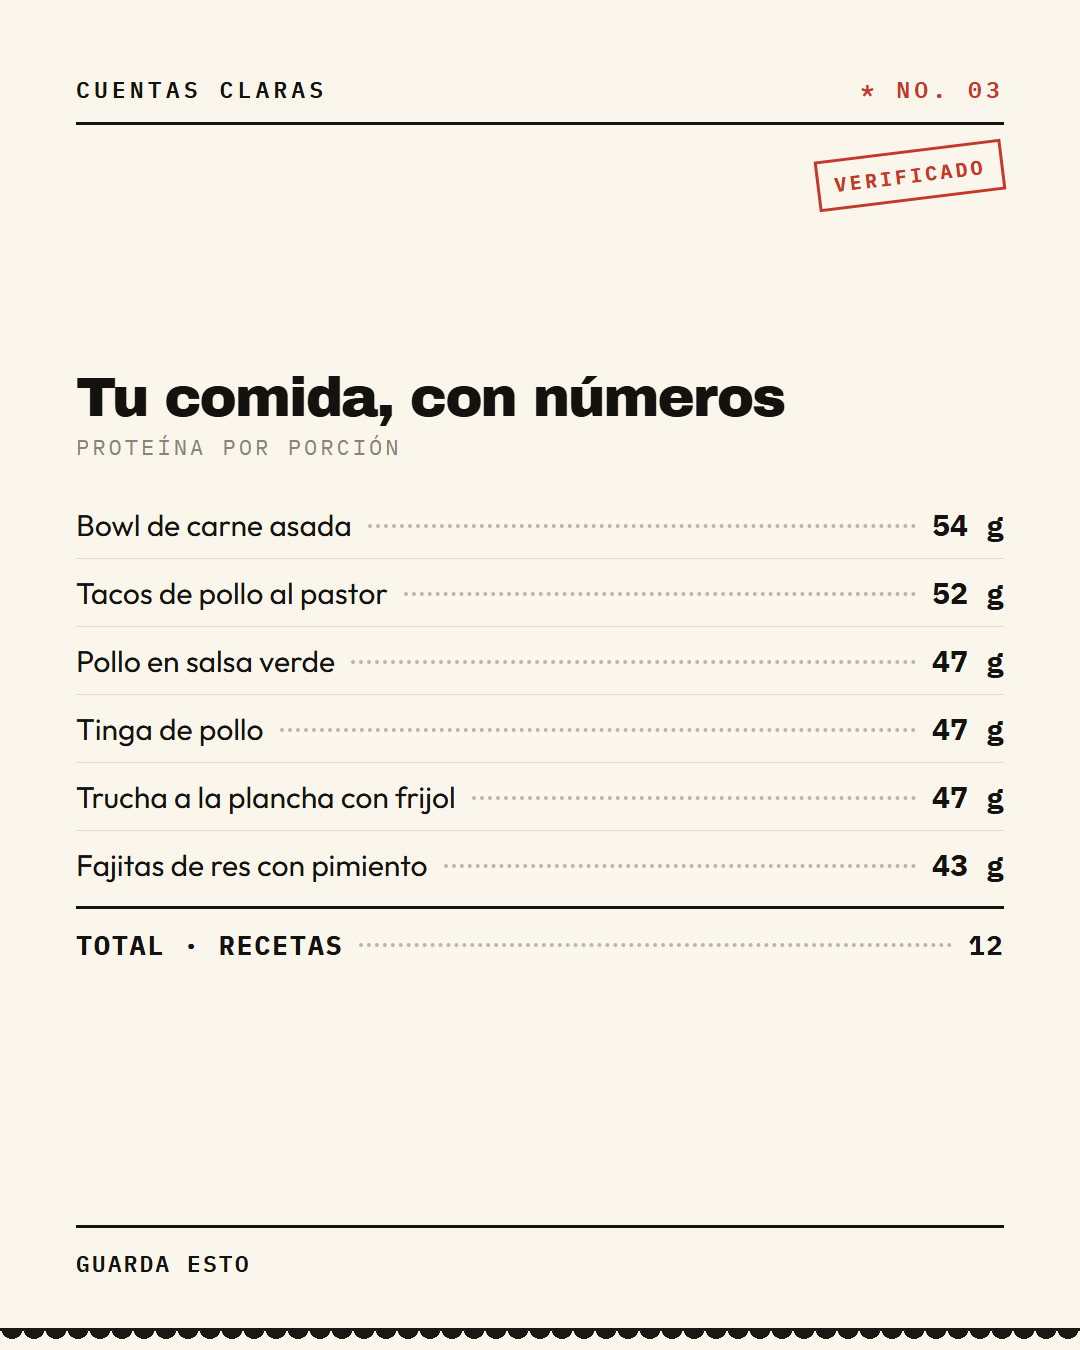 CUENTAS CLARAS
* NO. 03
VERIFICADO
Tu comida, con números
PROTEÍNA POR PORCIÓN
Bowl de carne asada 54 g
Tacos de pollo al pastor 52 g
Pollo en salsa verde 47 g
Tinga de pollo 47 g
Trucha a la plancha con frijol 47 g
Fajitas de res con pimiento 43 g
TOTAL · RECETAS 12
GUARDA ESTO